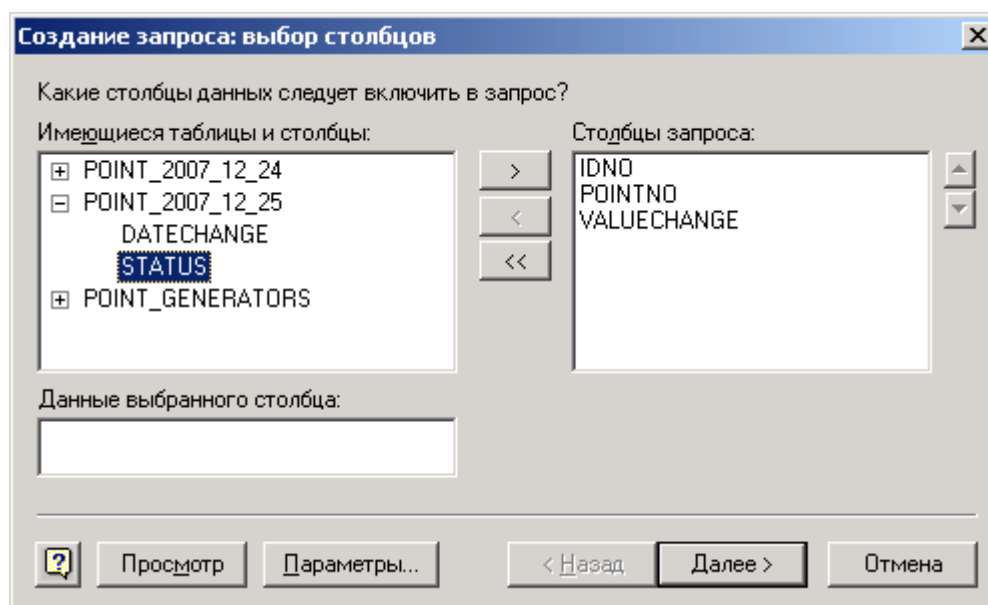 Создание запроса: выбор столбцов
Какие столбцы данных следует включить в запрос?
Имеющиеся таблицы и столбцы:
POINT_2007_12_24
POINT_2007_12_25
DATECHANGE
STATUS
POINT_GENERATORS
>
<
<<
Столбцы запроса:
IDNO
POINTNO
VALUECHANGE
Данные выбранного столбца:
Просмотр
Параметры...
< Назад
Далее >
Отмена